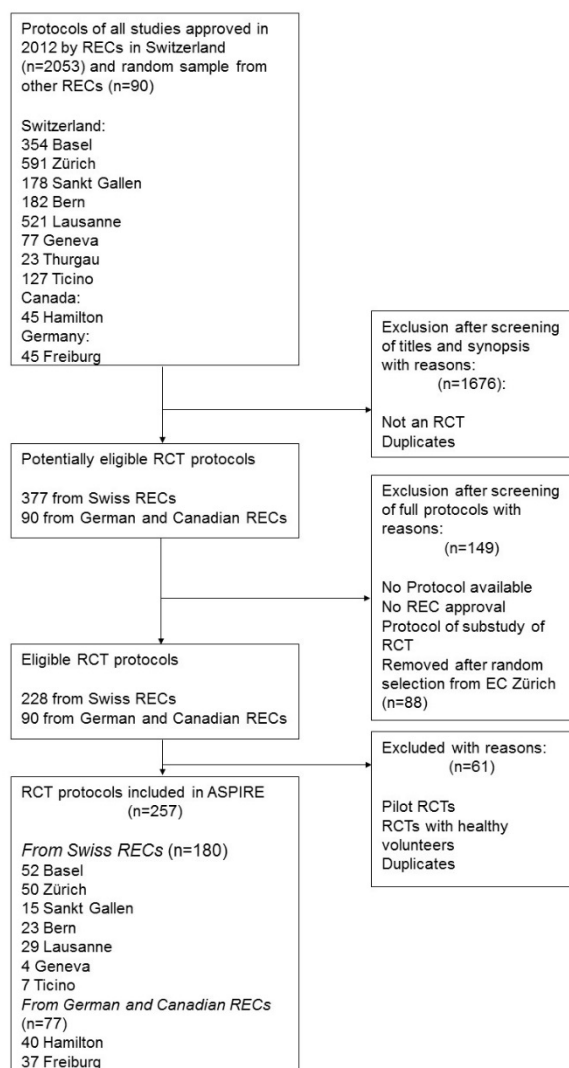 Protocols of all studies approved in
2012 by RECs in Switzerland
(n=2053) and random sample from
other RECs (n=90)
Switzerland:
354 Basel
591 Zürich
178 Sankt Gallen
182 Bern
521 Lausanne
77 Geneva
23 Thurgau
127 Ticino
Canada:
45 Hamilton
Germany:
45 Freiburg
Exclusion after screening
of titles and synopsis
with reasons:
(n=1676):
Not an RCT
Duplicates
Potentially eligible RCT protocols
377 from Swiss RECs
90 from German and Canadian RECs
Exclusion after screening
of full protocols with
reasons:
(n=149)
No Protocol available
No REC approval
Protocol of substudy of
RCT
Removed after random
selection from EC Zürich
(n=88)
Eligible RCT protocols
228 from Swiss RECs
90 from German and Canadian RECs
Excluded with reasons:
(n=61)
Pilot RCTs
RCTs with healthy
volunteers
Duplicates
RCT protocols included in ASPIRE
(n=257)
From Swiss RECs (n=180)
52 Basel
50 Zürich
15 Sankt Gallen
23 Bern
29 Lausanne
4 Geneva
7 Ticino
From German and Canadian RECs
(n=77)
40 Hamilton
37 Freiburg